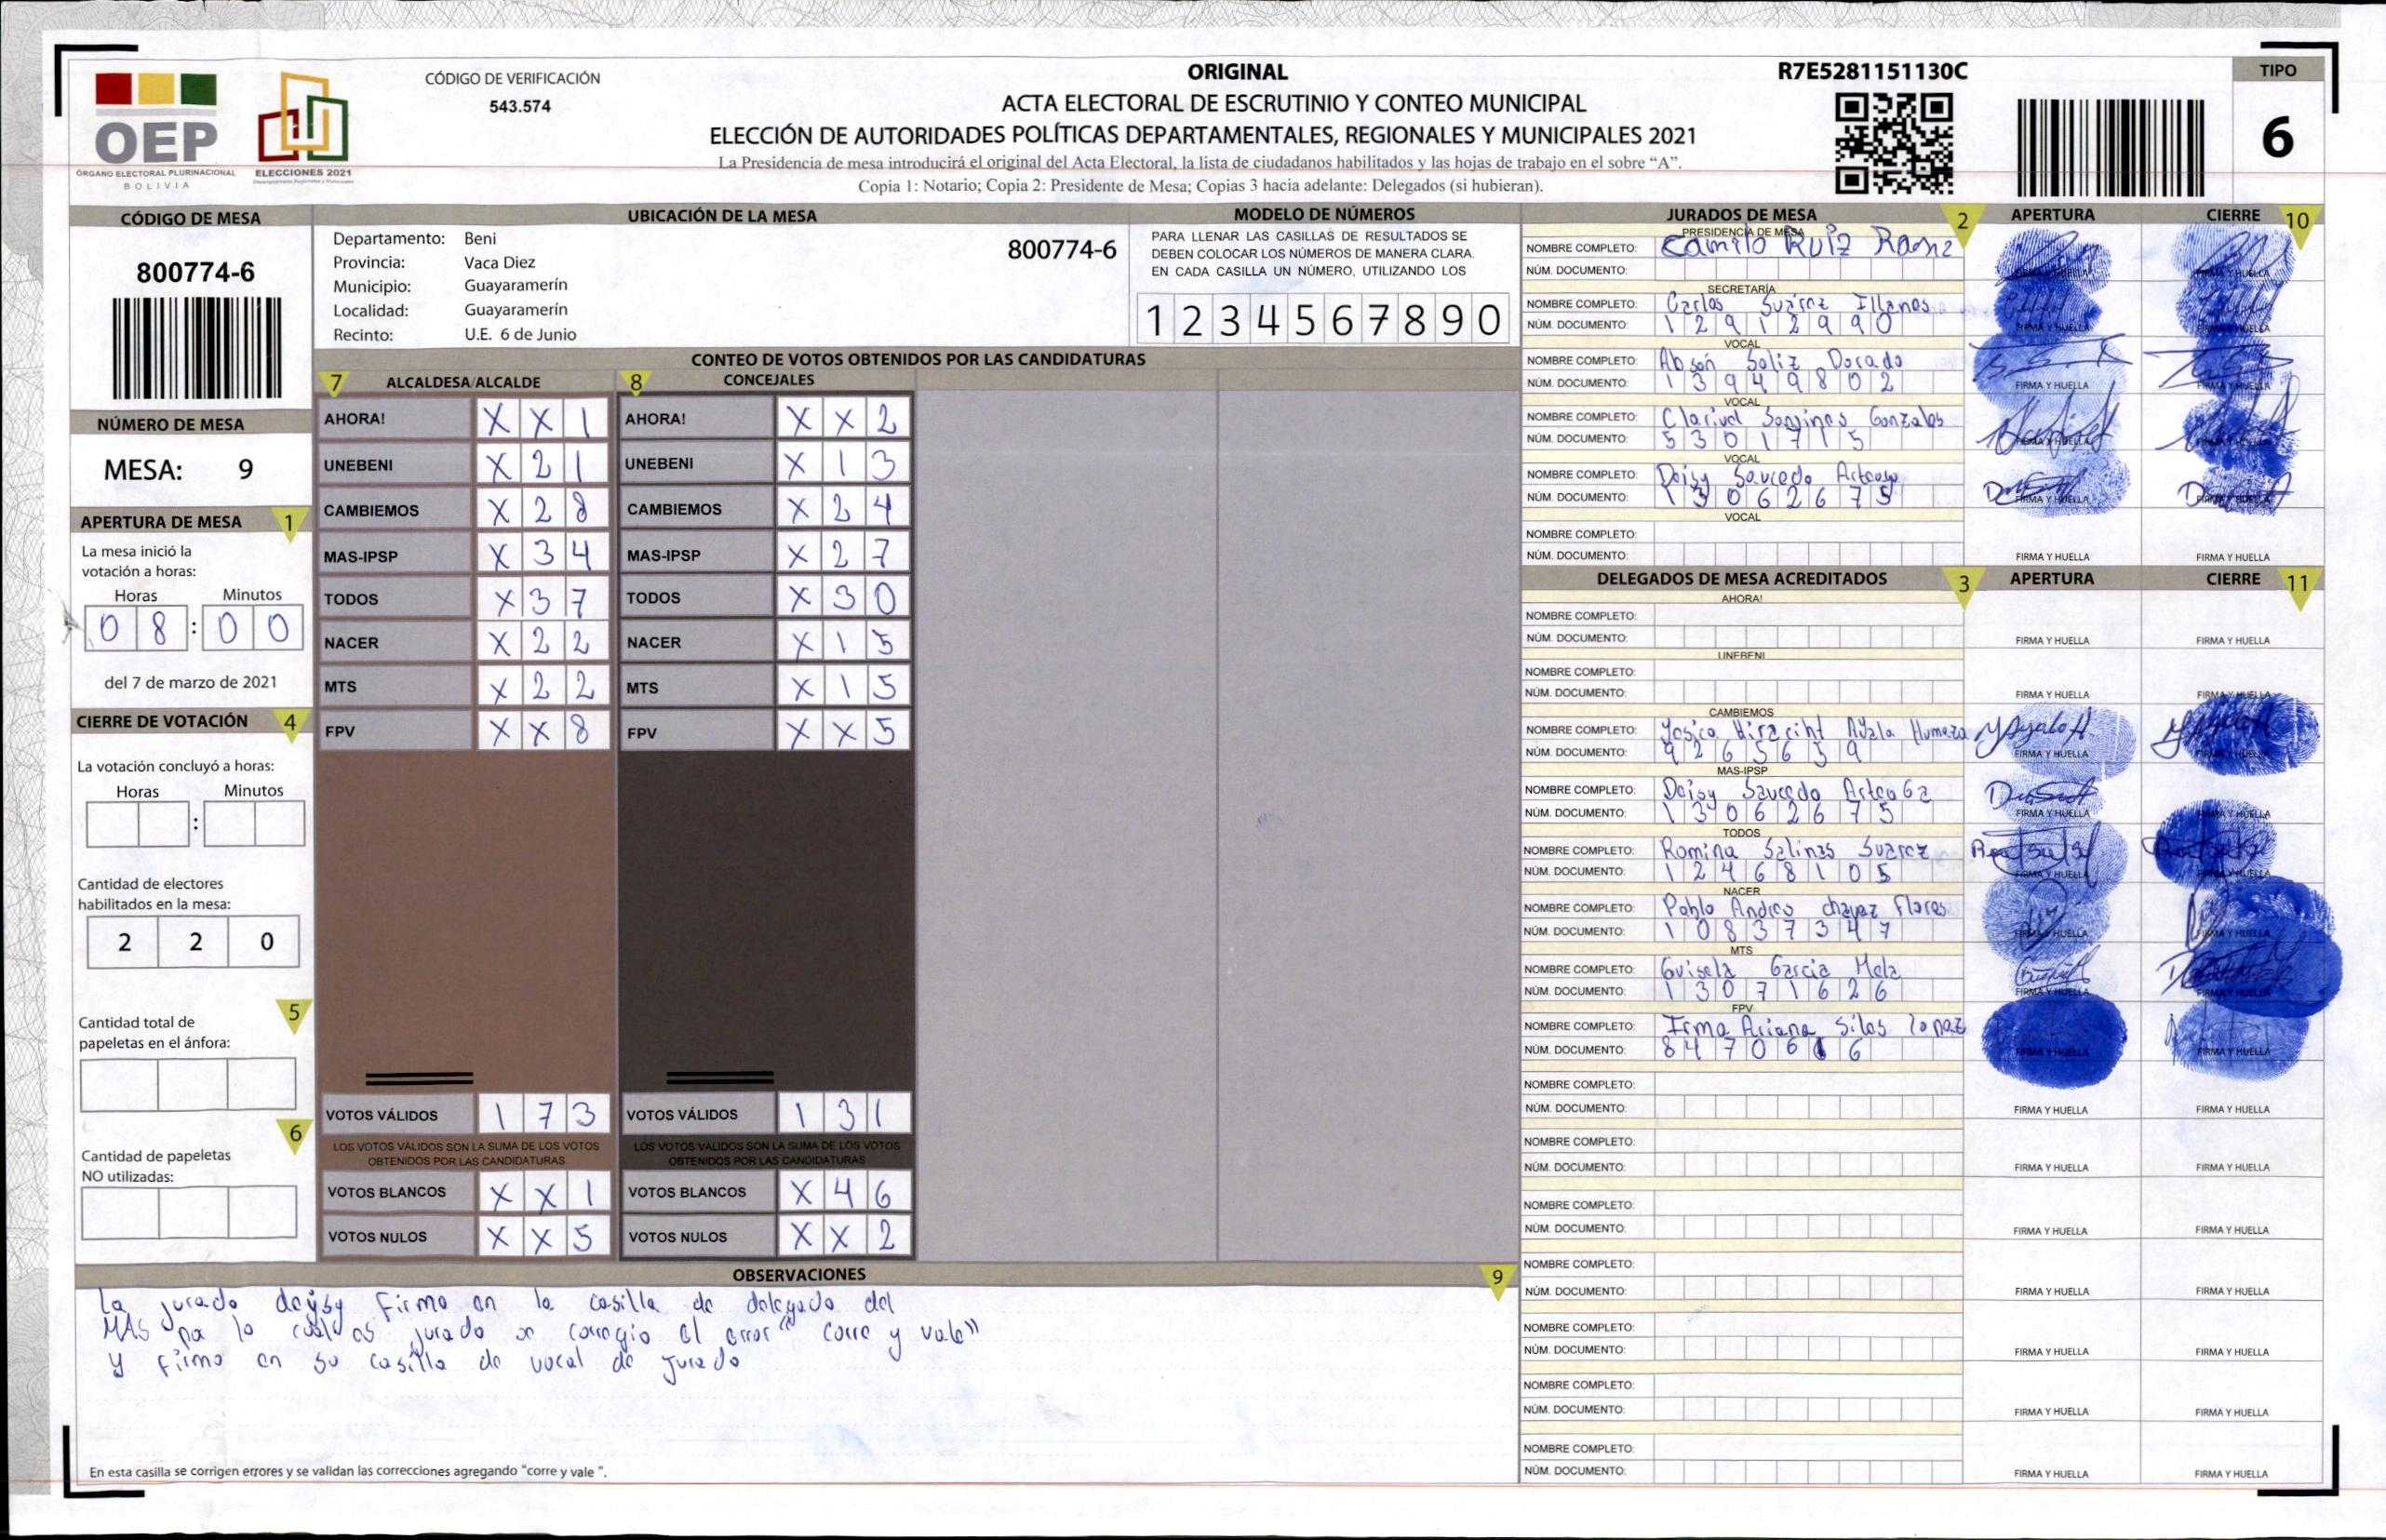 OEP
ÓRGANO ELECTORAL PLURINACIONAL
BOLIVIA
ELECCIONES 2021
CÓDIGO DE VERIFICACIÓN
543.574
ORIGINAL
ACTA ELECTORAL DE ESCRUTINIO Y CONTEO MUNICIPAL
ELECCIÓN DE AUTORIDADES POLÍTICAS DEPARTAMENTALES, REGIONALES Y MUNICIPALES 2021
La Presidencia de mesa introducirá el original del Acta Electoral, la lista de ciudadanos habilitados y las hojas de trabajo en el sobre “A”.
Copia 1: Notario; Copia 2: Presidente de Mesa; Copias 3 hacia adelante: Delegados (si hubieran).
R7E5281151130C
TIPO
6
CÓDIGO DE MESA
800774-6
NÚMERO DE MESA
MESA: 9
APERTURA DE MESA 1
La mesa inició la
votación a horas:
Horas Minutos
0 8 : 0 0
del 7 de marzo de 2021
CIERRE DE VOTACIÓN 4
La votación concluyó a horas:
Horas Minutos
:
Cantidad de electores
habilitados en la mesa:
2 2 0
5
Cantidad total de
papeletas en el ánfora:
6
Cantidad de papeletas
NO utilizadas:
UBICACIÓN DE LA MESA
Departamento: Beni
Provincia: Vaca Diez
Municipio: Guayaramerín
Localidad: Guayaramerín
Recinto: U.E. 6 de Junio
800774-6
MODELO DE NÚMEROS
PARA LLENAR LAS CASILLAS DE RESULTADOS SE
DEBEN COLOCAR LOS NÚMEROS DE MANERA CLARA.
EN CADA CASILLA UN NÚMERO, UTILIZANDO LOS
1 2 3 4 5 6 7 8 9 0
CONTEO DE VOTOS OBTENIDOS POR LAS CANDIDATURAS
7 ALCALDESA/ALCALDE
AHORA! X X 1
UNEBENI X 2 1
CAMBIEMOS X 2 8
MAS-IPSP X 3 4
TODOS X 3 7
NACER X 2 2
MTS X 2 2
FPV X X 8
VOTOS VÁLIDOS 1 7 3
LOS VOTOS VÁLIDOS SON LA SUMA DE LOS VOTOS
OBTENIDOS POR LAS CANDIDATURAS
VOTOS BLANCOS X X 1
VOTOS NULOS X X 5
8 CONCEJALES
AHORA! X X 2
UNEBENI X 1 3
CAMBIEMOS X 2 4
MAS-IPSP X 2 7
TODOS X 3 0
NACER X 1 5
MTS X 1 5
FPV X X 5
VOTOS VÁLIDOS 1 3 1
LOS VOTOS VÁLIDOS SON LA SUMA DE LOS VOTOS
OBTENIDOS POR LAS CANDIDATURAS
VOTOS BLANCOS X 4 6
VOTOS NULOS X X 2
OBSERVACIONES 9
La jurado deysy firmo en la casilla de delegado del
MAS pa lo cual es jurado se corregio el error "corre y vale"
y firmo en su casilla de vocal de jurado
En esta casilla se corrigen errores y se validan las correcciones agregando “corre y vale ”.
JURADOS DE MESA 2 APERTURA CIERRE 10
PRESIDENCIA DE MESA
NOMBRE COMPLETO: Camilo Ruiz
NÚM. DOCUMENTO: FIRMA Y HUELLA FIRMA Y HUELLA
SECRETARÍA
NOMBRE COMPLETO: Carlos Suárez Illanes
NÚM. DOCUMENTO: 1 2 9 1 2 9 9 0 FIRMA Y HUELLA FIRMA Y HUELLA
VOCAL
NOMBRE COMPLETO: Abson Soliz Dorado
NÚM. DOCUMENTO: 1 3 9 4 9 8 0 2 FIRMA Y HUELLA FIRMA Y HUELLA
VOCAL
NOMBRE COMPLETO: Clarivel Sanjines Gonzales
NÚM. DOCUMENTO: 5 3 0 1 7 1 5 FIRMA Y HUELLA FIRMA Y HUELLA
VOCAL
NOMBRE COMPLETO: Deisy Saucedo Arteaga
NÚM. DOCUMENTO: 1 3 0 6 2 6 7 5 FIRMA Y HUELLA FIRMA Y HUELLA
VOCAL
NOMBRE COMPLETO:
NÚM. DOCUMENTO: FIRMA Y HUELLA FIRMA Y HUELLA
DELEGADOS DE MESA ACREDITADOS 3 APERTURA CIERRE 11
AHORA!
NOMBRE COMPLETO:
NÚM. DOCUMENTO: FIRMA Y HUELLA FIRMA Y HUELLA
UNEBENI
NOMBRE COMPLETO:
NÚM. DOCUMENTO: FIRMA Y HUELLA FIRMA Y HUELLA
CAMBIEMOS
NOMBRE COMPLETO: Yesica Hiracint Ayala Humeza
NÚM. DOCUMENTO: 9 2 6 5 6 3 9 FIRMA Y HUELLA FIRMA Y HUELLA
MAS-IPSP
NOMBRE COMPLETO: Deisy Saucedo Arteaga
NÚM. DOCUMENTO: 1 3 0 6 2 6 7 5 FIRMA Y HUELLA FIRMA Y HUELLA
TODOS
NOMBRE COMPLETO: Romina Salinas Suarez
NÚM. DOCUMENTO: 1 2 4 6 8 1 0 5 FIRMA Y HUELLA FIRMA Y HUELLA
NACER
NOMBRE COMPLETO: Pablo Andres chavez Flores
NÚM. DOCUMENTO: 1 0 8 3 7 3 4 7 FIRMA Y HUELLA FIRMA Y HUELLA
MTS
NOMBRE COMPLETO: Guisela Garcia Mela
NÚM. DOCUMENTO: 1 3 0 7 1 6 2 6 FIRMA Y HUELLA FIRMA Y HUELLA
FPV
NOMBRE COMPLETO: Irma Ariana Siles lopaz
NÚM. DOCUMENTO: 8 4 7 0 6 6 6 FIRMA Y HUELLA FIRMA Y HUELLA
NOMBRE COMPLETO:
NÚM. DOCUMENTO: FIRMA Y HUELLA FIRMA Y HUELLA
NOMBRE COMPLETO:
NÚM. DOCUMENTO: FIRMA Y HUELLA FIRMA Y HUELLA
NOMBRE COMPLETO:
NÚM. DOCUMENTO: FIRMA Y HUELLA FIRMA Y HUELLA
NOMBRE COMPLETO:
NÚM. DOCUMENTO: FIRMA Y HUELLA FIRMA Y HUELLA
NOMBRE COMPLETO:
NÚM. DOCUMENTO: FIRMA Y HUELLA FIRMA Y HUELLA
NOMBRE COMPLETO:
NÚM. DOCUMENTO: FIRMA Y HUELLA FIRMA Y HUELLA
NOMBRE COMPLETO:
NÚM. DOCUMENTO: FIRMA Y HUELLA FIRMA Y HUELLA